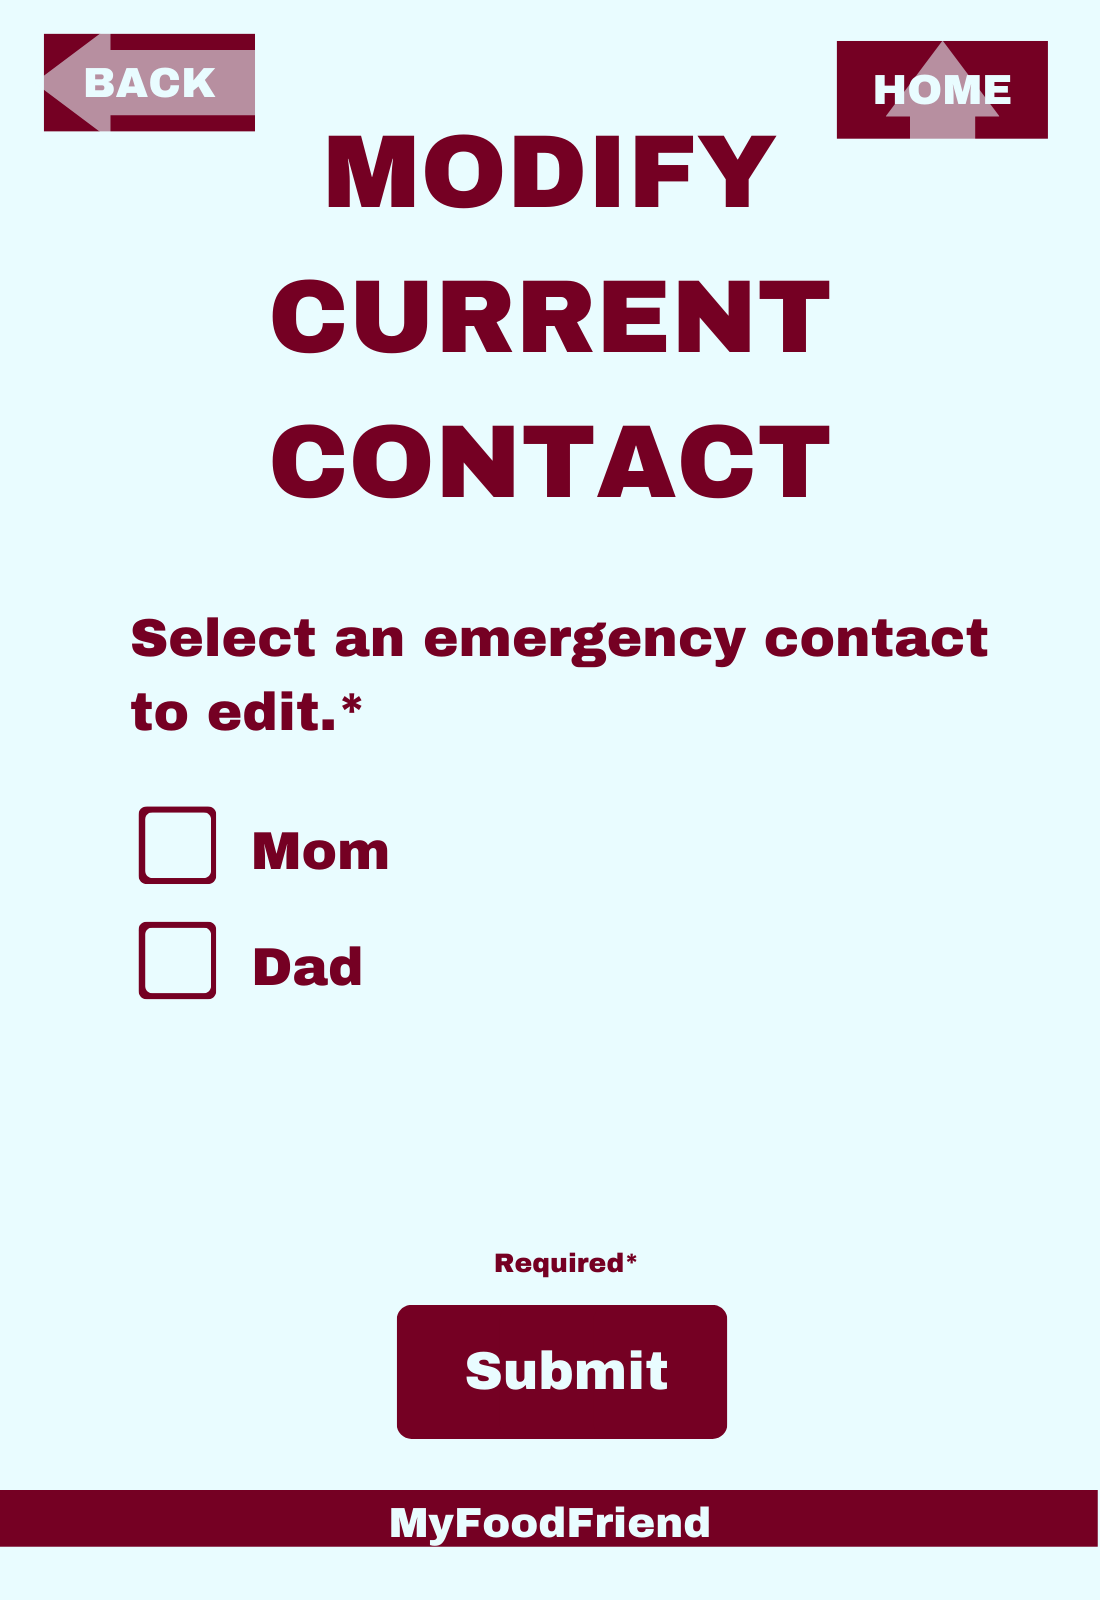 BACK
HOME
MODIFY
CURRENT
CONTACT
Select an emergency contact
to edit.*
Mom
Dad
Required*
Submit
MyFoodFriend